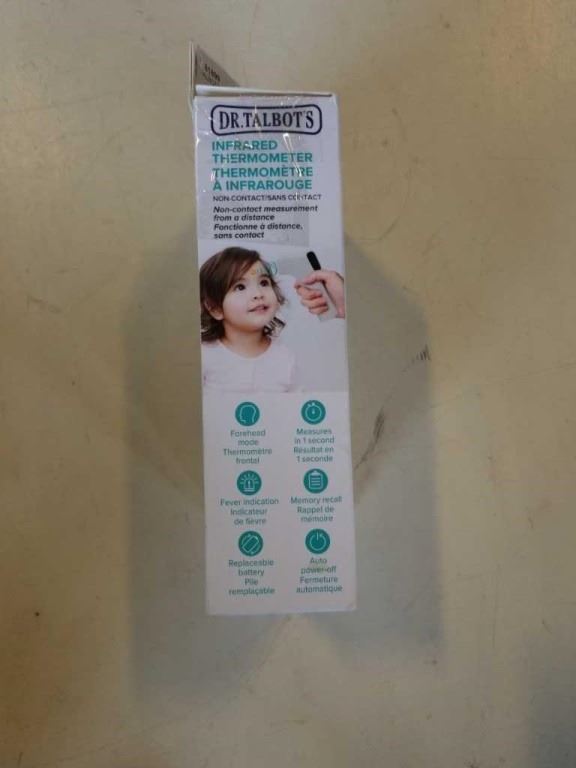 DR.TALBOT'S
INFRARED
THERMOMETER
THERMOMÈTRE
À INFRAROUGE
NON-CONTACT/SANS CONTACT
Non-contact measurement
from a distance
Fonctionne à distance,
sans contact
Forehead
mode
Thermomètre
frontal
Measures
in 1 second
Résultat en
1 seconde
Fever indication
Indicateur
de fièvre
Memory recall
Rappel de
mémoire
Replaceable
battery
Pile
remplaçable
Auto
power-off
Fermeture
automatique